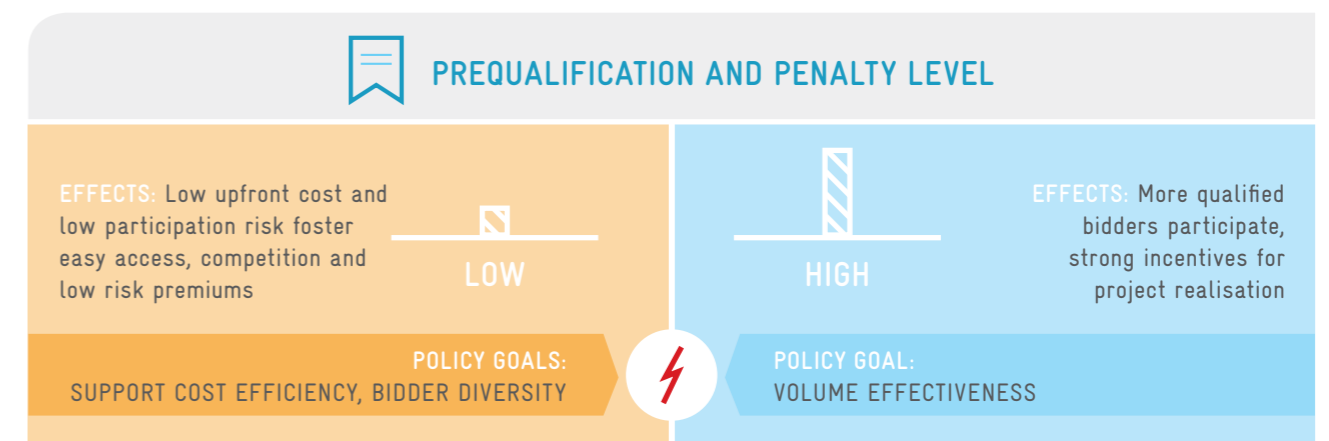 PREQUALIFICATION AND PENALTY LEVEL
EFFECTS: Low upfront cost and
low participation risk foster
easy access, competition and
low risk premiums
LOW
POLICY GOALS:
SUPPORT COST EFFICIENCY, BIDDER DIVERSITY
HIGH
EFFECTS: More qualified
bidders participate,
strong incentives for
project realisation
POLICY GOAL:
VOLUME EFFECTIVENESS